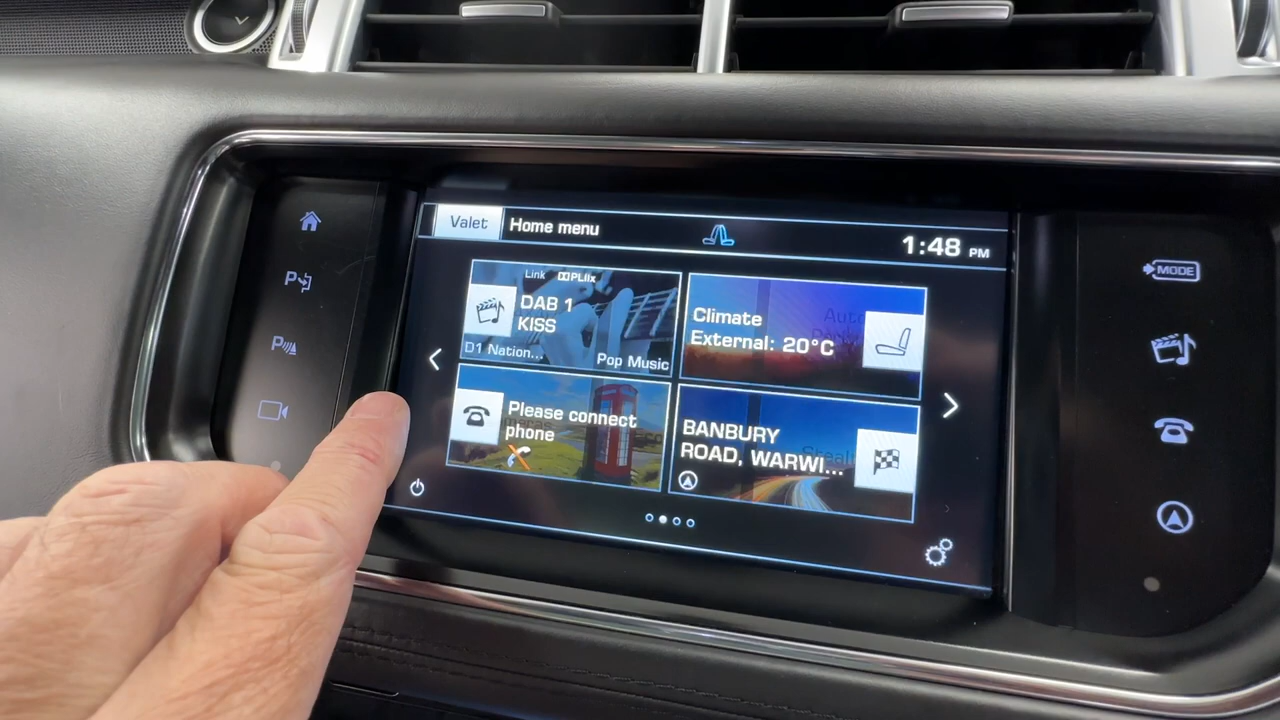 Valet
Home menu
1:48 PM
Link PLIIx
DAB 1
KISS
D1 Nation...
Pop Music
Climate
External: 20°C
Please connect
phone
BANBURY
ROAD, WARWI...
P
P
MODE